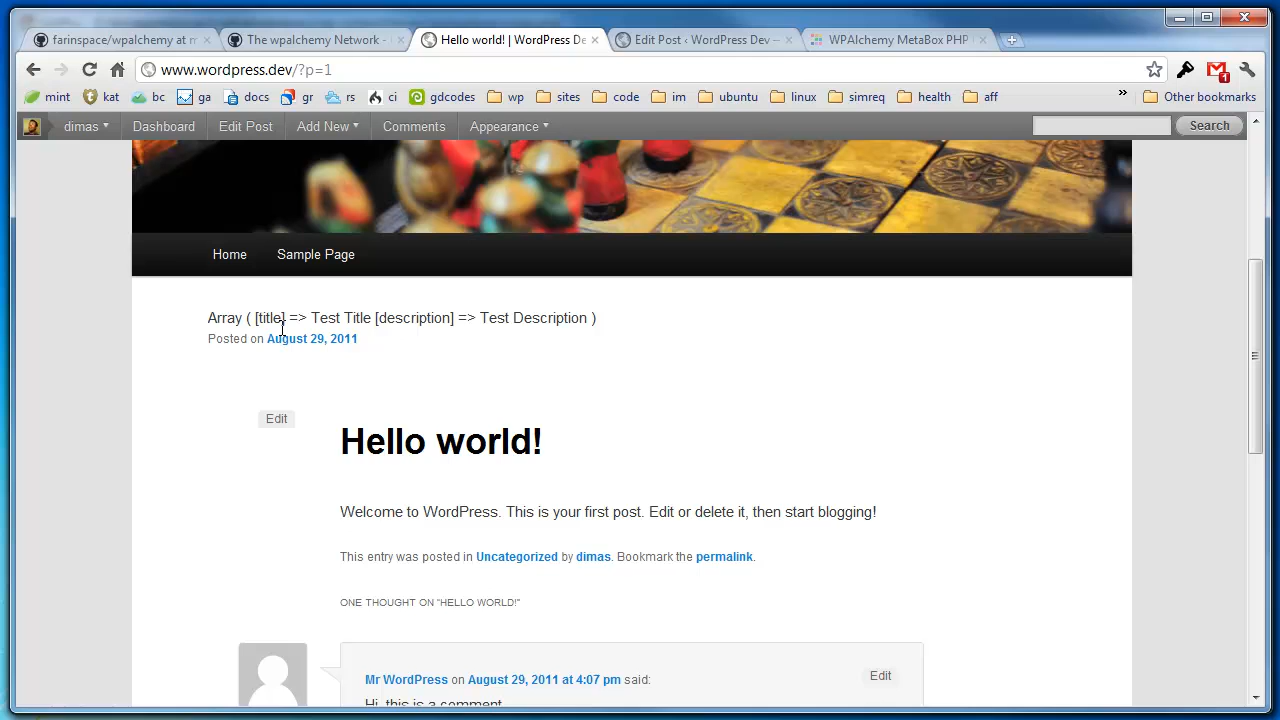 farinspace/wpalchemy at m
The wpalchemy Network -
Hello world! | WordPress De
Edit Post ‹ WordPress Dev —
WPAlchemy MetaBox PHP
www.wordpress.dev/?p=1
1
mint
kat
bc
ga
docs
gr
rs
ci
gdcodes
wp
sites
code
im
ubuntu
linux
simreq
health
aff
»
Other bookmarks
dimas
Dashboard
Edit Post
Add New
Comments
Appearance
Search
Home
Sample Page
Array ( [title] => Test Title [description] => Test Description )
Posted on August 29, 2011
Edit
Hello world!
Welcome to WordPress. This is your first post. Edit or delete it, then start blogging!
This entry was posted in Uncategorized by dimas. Bookmark the permalink.
ONE THOUGHT ON “HELLO WORLD!”
Mr WordPress on August 29, 2011 at 4:07 pm said:
Edit
Hi, this is a comment.